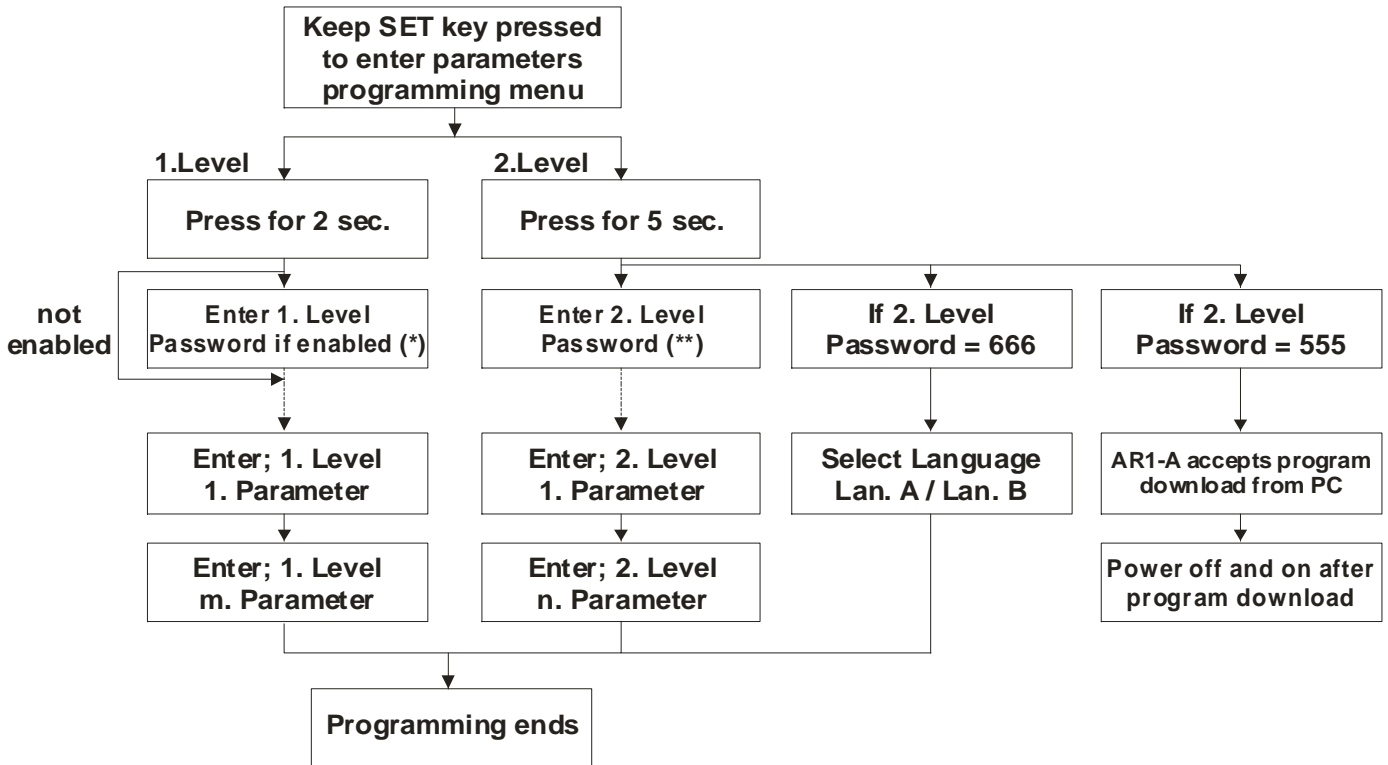 Keep SET key pressed
to enter parameters
programming menu
1.Level
2.Level
Press for 2 sec.
Press for 5 sec.
not
enabled
Enter 1. Level
Password if enabled (*)
Enter 2. Level
Password (**)
If 2. Level
Password = 666
If 2. Level
Password = 555
Enter; 1. Level
1. Parameter
Enter; 2. Level
1. Parameter
Select Language
Lan. A / Lan. B
AR1-A accepts program
download from PC
Enter; 1. Level
m. Parameter
Enter; 2. Level
n. Parameter
Power off and on after
program download
Programming ends